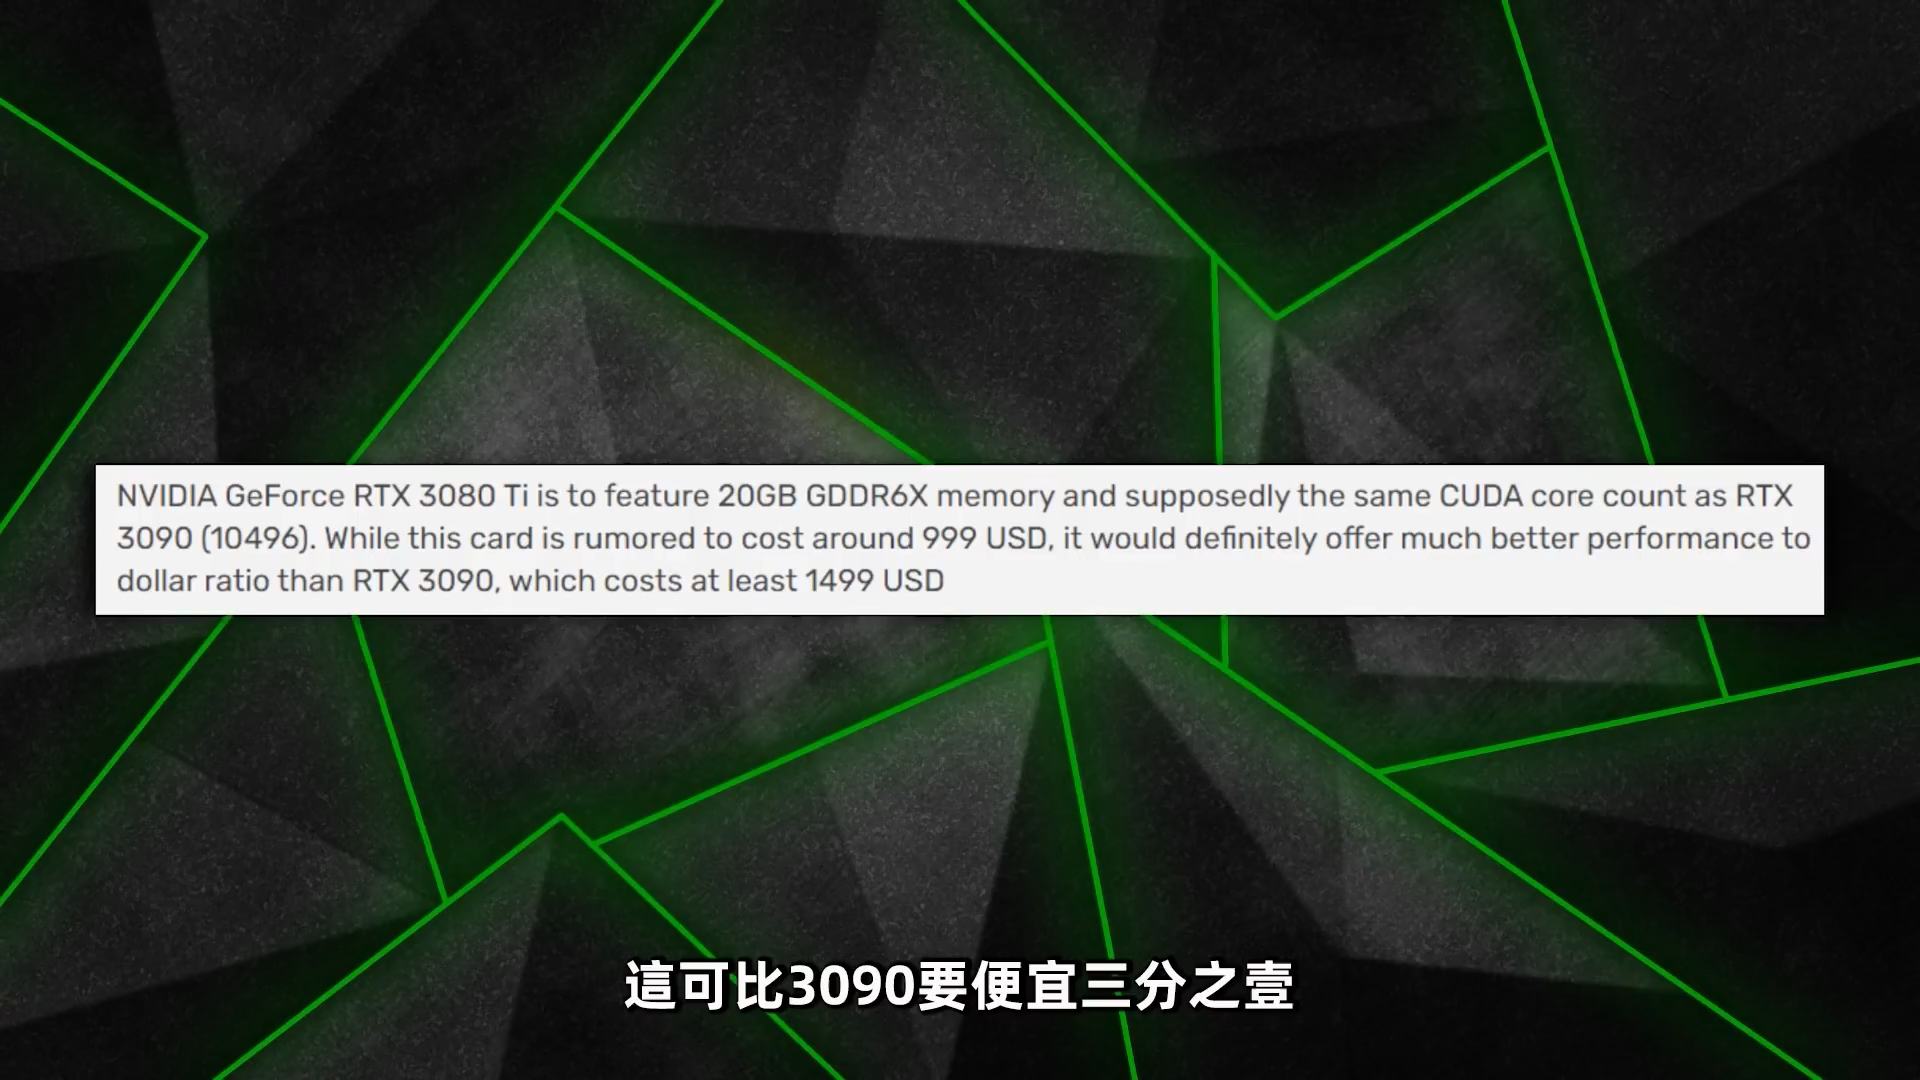 NVIDIA GeForce RTX 3080 Ti is to feature 20GB GDDR6X memory and supposedly the same CUDA core count as RTX
3090 (10496). While this card is rumored to cost around 999 USD, it would definitely offer much better performance to
dollar ratio than RTX 3090, which costs at least 1499 USD
這可比3090要便宜三分之壹